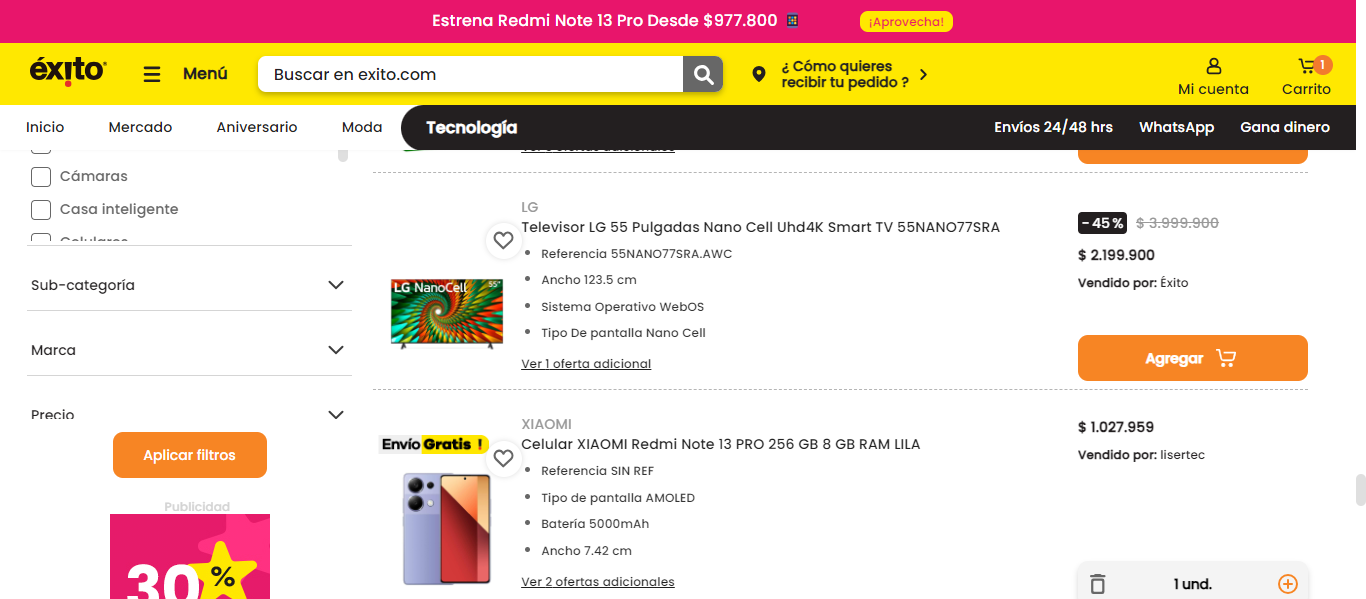 Estrena Redmi Note 13 Pro Desde $977.800
¡Aprovecha!
éxito
Menú
Buscar en exito.com
¿ Cómo quieres
recibir tu pedido ?
Mi cuenta
1
Carrito
Inicio
Mercado
Aniversario
Moda
Tecnología
Envíos 24/48 hrs
WhatsApp
Gana dinero
Cámaras
Casa inteligente
Celulares
Sub-categoría
Marca
Precio
Aplicar filtros
Publicidad
30%
LG
Televisor LG 55 Pulgadas Nano Cell Uhd4K Smart TV 55NANO77SRA
Referencia 55NANO77SRA.AWC
Ancho 123.5 cm
Sistema Operativo WebOS
Tipo De pantalla Nano Cell
Ver 1 oferta adicional
LG NanoCell
55"
- 45 %
$ 3.999.900
$ 2.199.900
Vendido por: Éxito
Agregar
Envío Gratis !
XIAOMI
Celular XIAOMI Redmi Note 13 PRO 256 GB 8 GB RAM LILA
Referencia SIN REF
Tipo de pantalla AMOLED
Batería 5000mAh
Ancho 7.42 cm
Ver 2 ofertas adicionales
$ 1.027.959
Vendido por: lisertec
1 und.